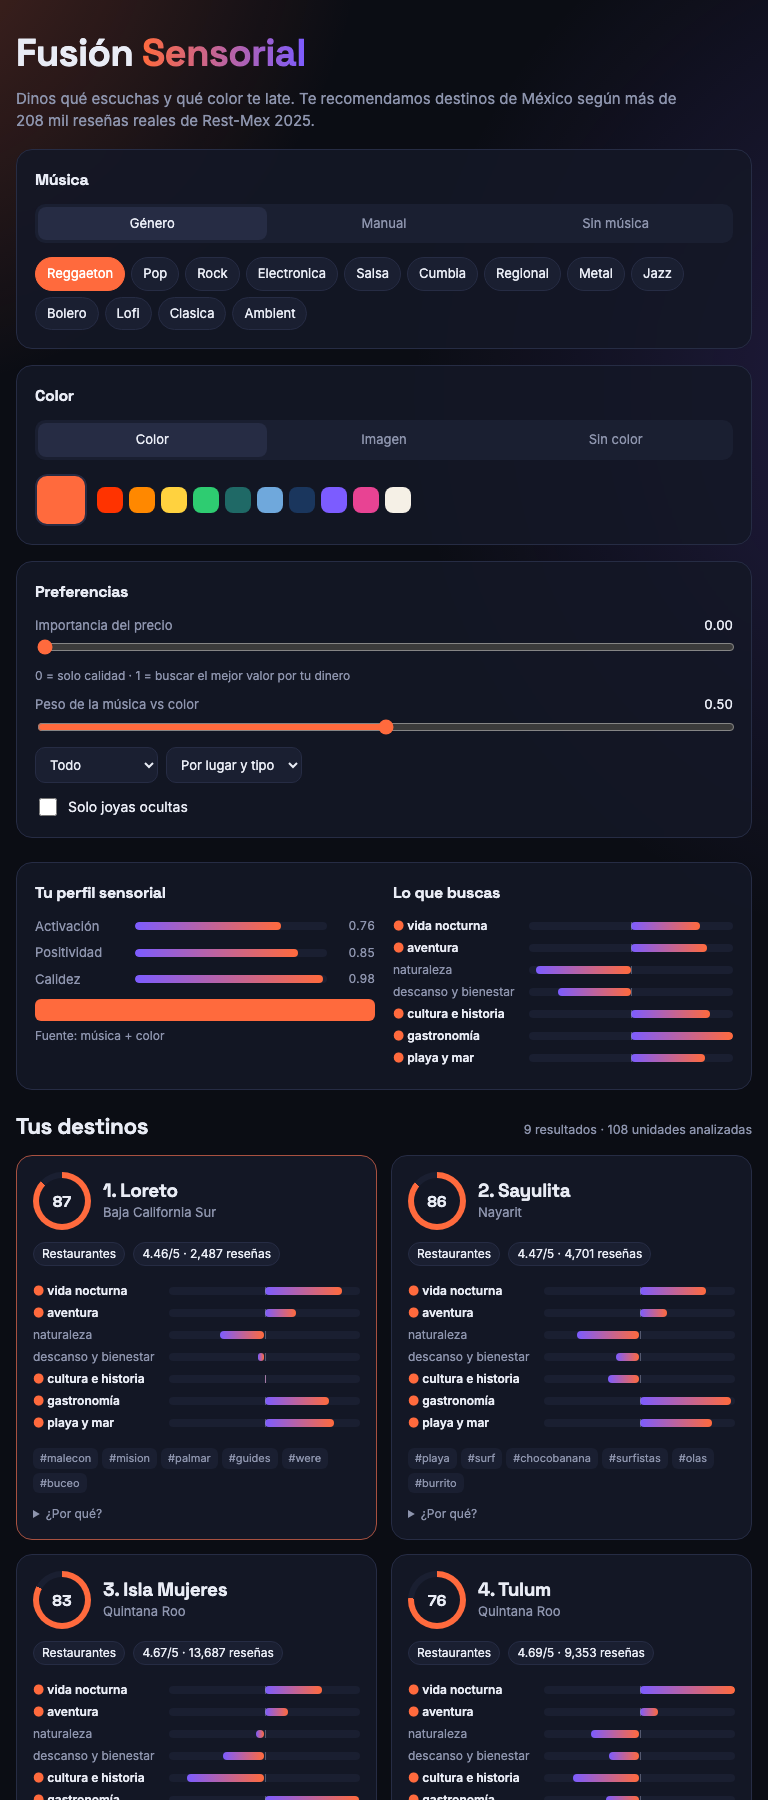 Fusión Sensorial
Dinos qué escuchas y qué color te late. Te recomendamos destinos de México según más de
208 mil reseñas reales de Rest-Mex 2025.
Música
Género Manual Sin música
Reggaeton Pop Rock Electronica Salsa Cumbia Regional Metal Jazz
Bolero Lofi Clasica Ambient
Color
Color Imagen Sin color
Preferencias
Importancia del precio 0.00
0 = solo calidad · 1 = buscar el mejor valor por tu dinero
Peso de la música vs color 0.50
Todo Por lugar y tipo
Solo joyas ocultas
Tu perfil sensorial
Activación 0.76
Positividad 0.85
Calidez 0.98
Fuente: música + color
Lo que buscas
vida nocturna
aventura
naturaleza
descanso y bienestar
cultura e historia
gastronomía
playa y mar
Tus destinos 9 resultados · 108 unidades analizadas
87 1. Loreto
Baja California Sur
Restaurantes 4.46/5 · 2,487 reseñas
vida nocturna
aventura
naturaleza
descanso y bienestar
cultura e historia
gastronomía
playa y mar
#malecon #mision #palmar #guides #were
#buceo
¿Por qué?
86 2. Sayulita
Nayarit
Restaurantes 4.47/5 · 4,701 reseñas
vida nocturna
aventura
naturaleza
descanso y bienestar
cultura e historia
gastronomía
playa y mar
#playa #surf #chocobanana #surfistas #olas
#burrito
¿Por qué?
83 3. Isla Mujeres
Quintana Roo
Restaurantes 4.67/5 · 13,687 reseñas
vida nocturna
aventura
naturaleza
descanso y bienestar
cultura e historia
gastronomía
76 4. Tulum
Quintana Roo
Restaurantes 4.69/5 · 9,353 reseñas
vida nocturna
aventura
naturaleza
descanso y bienestar
cultura e historia
gastronomía